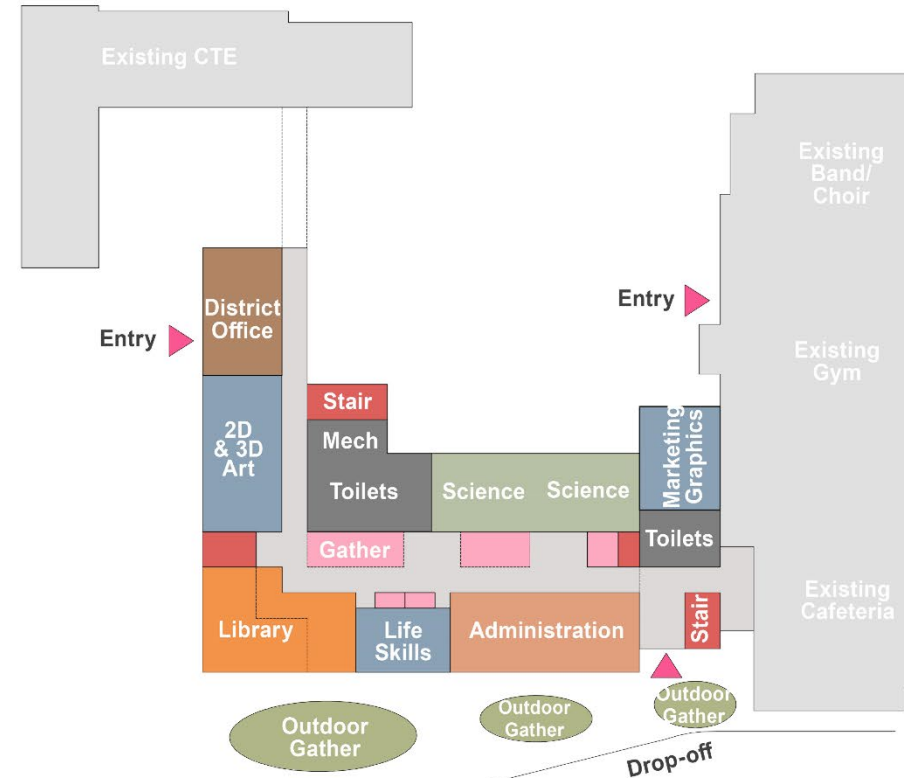 Existing CTE
Existing
Band/
Choir
Entry
District
Office
Entry
Existing
Gym
Stair
2D
& 3D
Art
Mech
Marketing
Graphics
Toilets
Science
Science
Toilets
Gather
Existing
Cafeteria
Library
Life
Skills
Administration
Stair
Outdoor
Gather
Outdoor
Gather
Outdoor
Gather
Drop-off